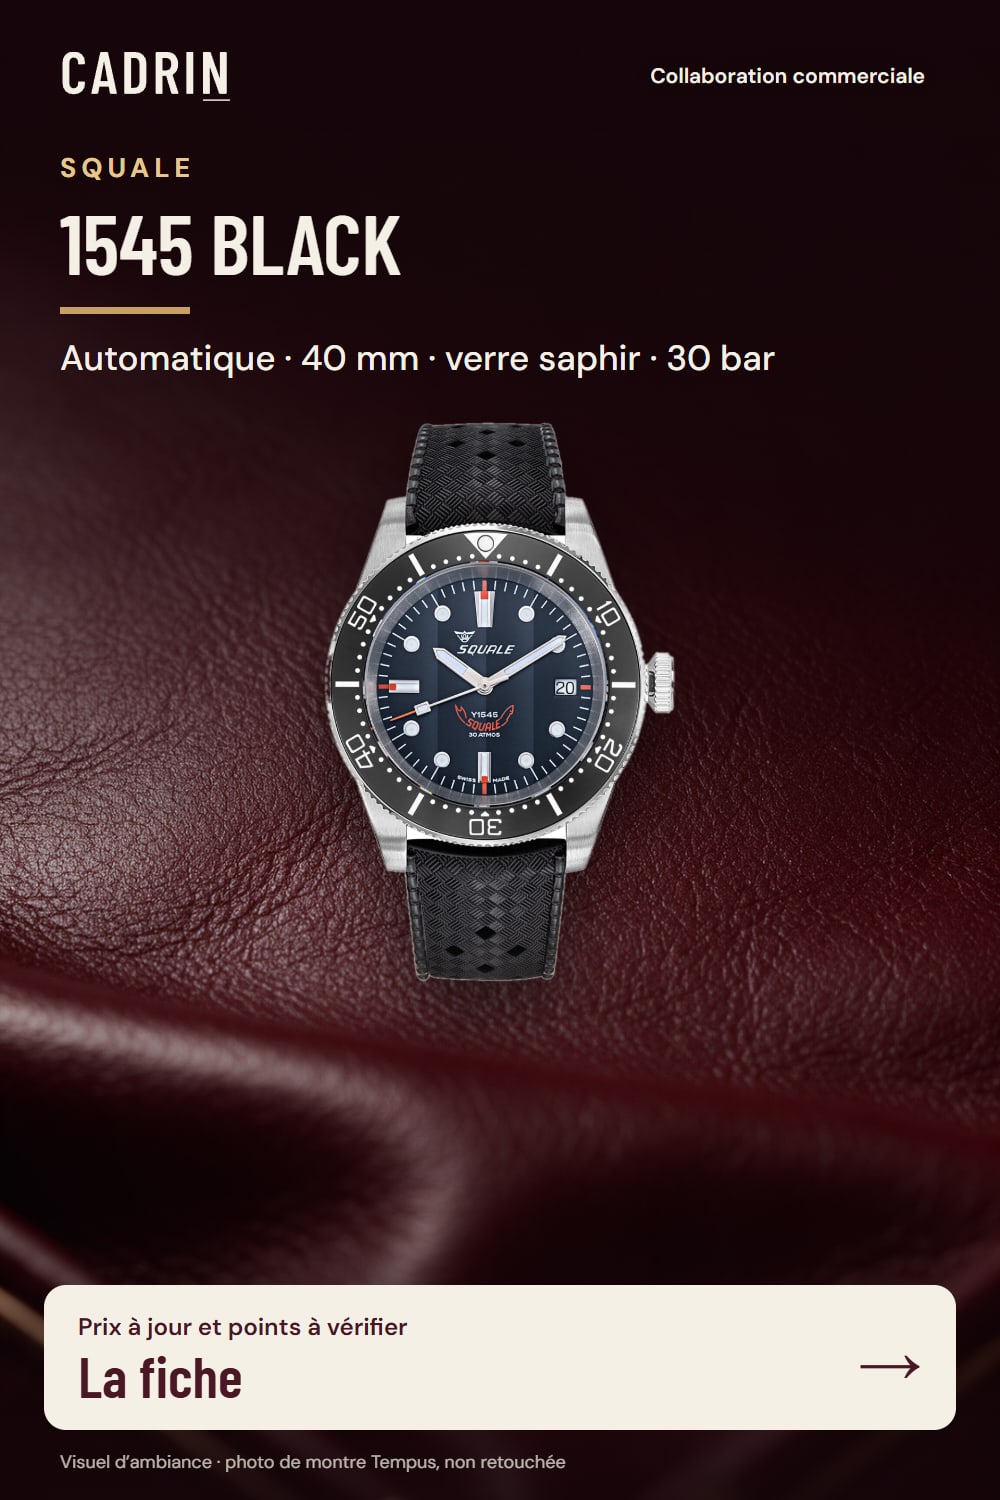 CADRIN
Collaboration commerciale
SQUALE
1545 BLACK
Automatique · 40 mm · verre saphir · 30 bar
50
10
SQUALE
20
Y1545
SQUALE
30 ATMOS
SWISS MADE
40
20
30
Prix à jour et points à vérifier
La fiche
→
Visuel d’ambiance · photo de montre Tempus, non retouchée